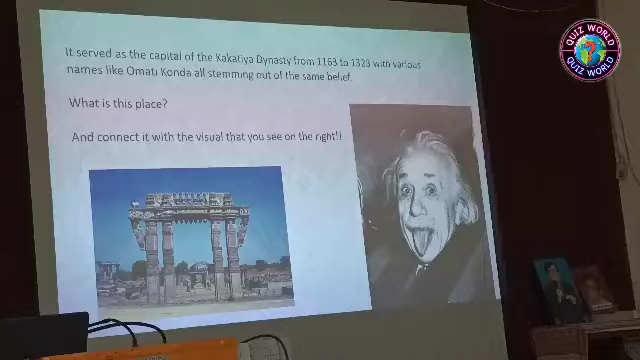 It served as the capital of the Kakatiya Dynasty from 1163 to 1323 with various
names like Omati Konda all stemming out of the same belief.
What is this place?
And connect it with the visual that you see on the right!!
QUIZ WORLD
QUIZ WORLD